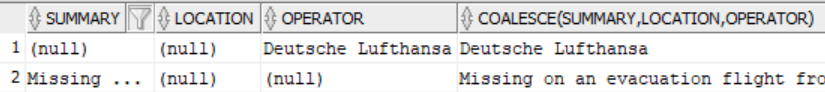 SUMMARY LOCATION OPERATOR COALESCE(SUMMARY,LOCATION,OPERATOR)
1 (null) (null) Deutsche Lufthansa Deutsche Lufthansa
2 Missing ... (null) (null) Missing on an evacuation flight fro